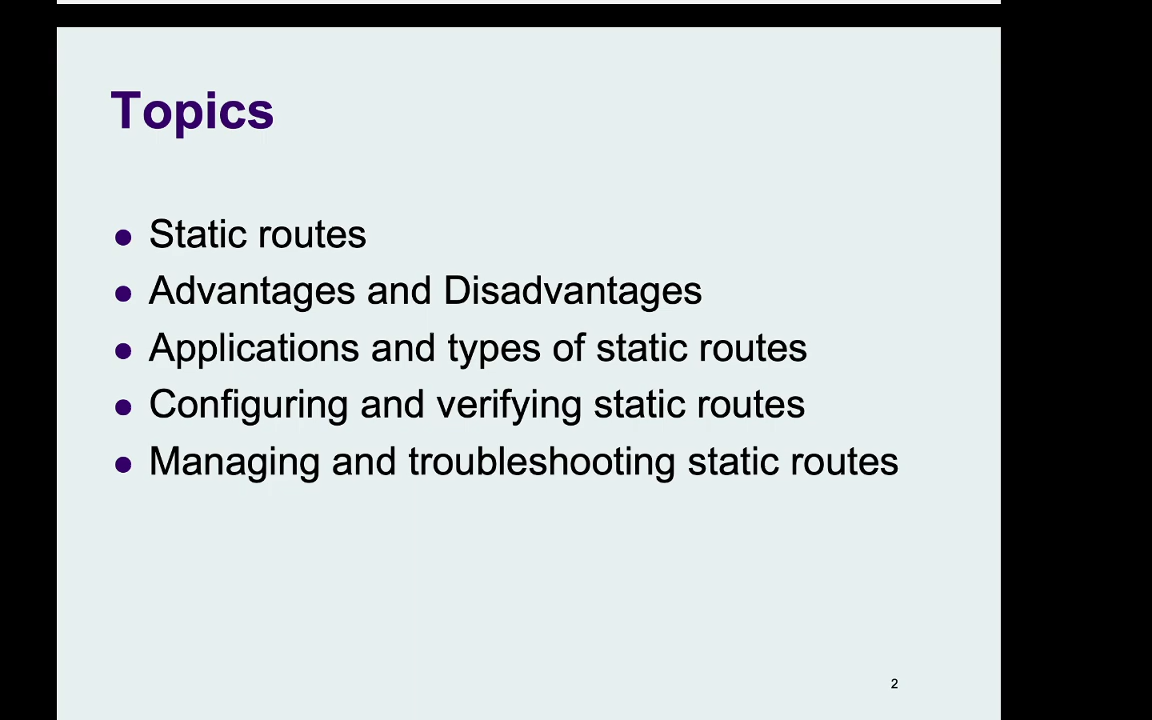 Topics
● Static routes
● Advantages and Disadvantages
● Applications and types of static routes
● Configuring and verifying static routes
● Managing and troubleshooting static routes
2